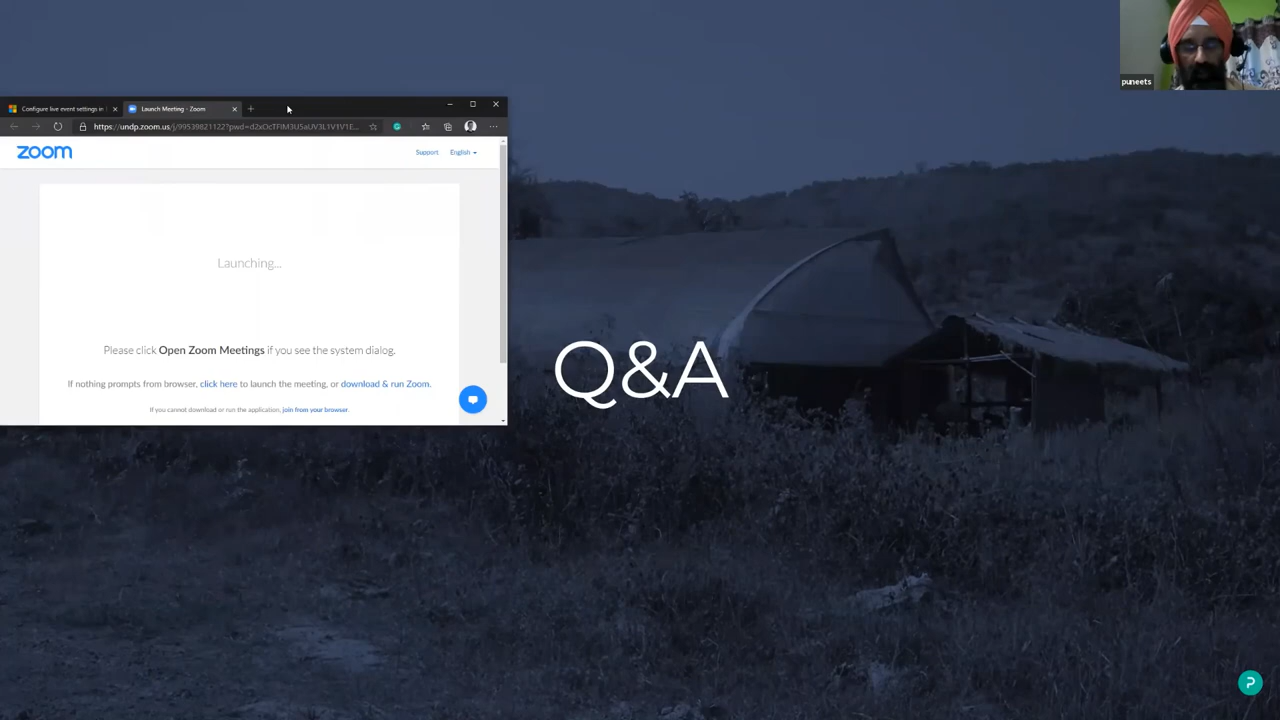 Configure live event settings in
Launch Meeting - Zoom
zoom
Support
English
Launching...
Please click Open Zoom Meetings if you see the system dialog.
If nothing prompts from browser, click here to launch the meeting, or download & run Zoom.
If you cannot download or run the application, join from your browser.
Q&A
puneets